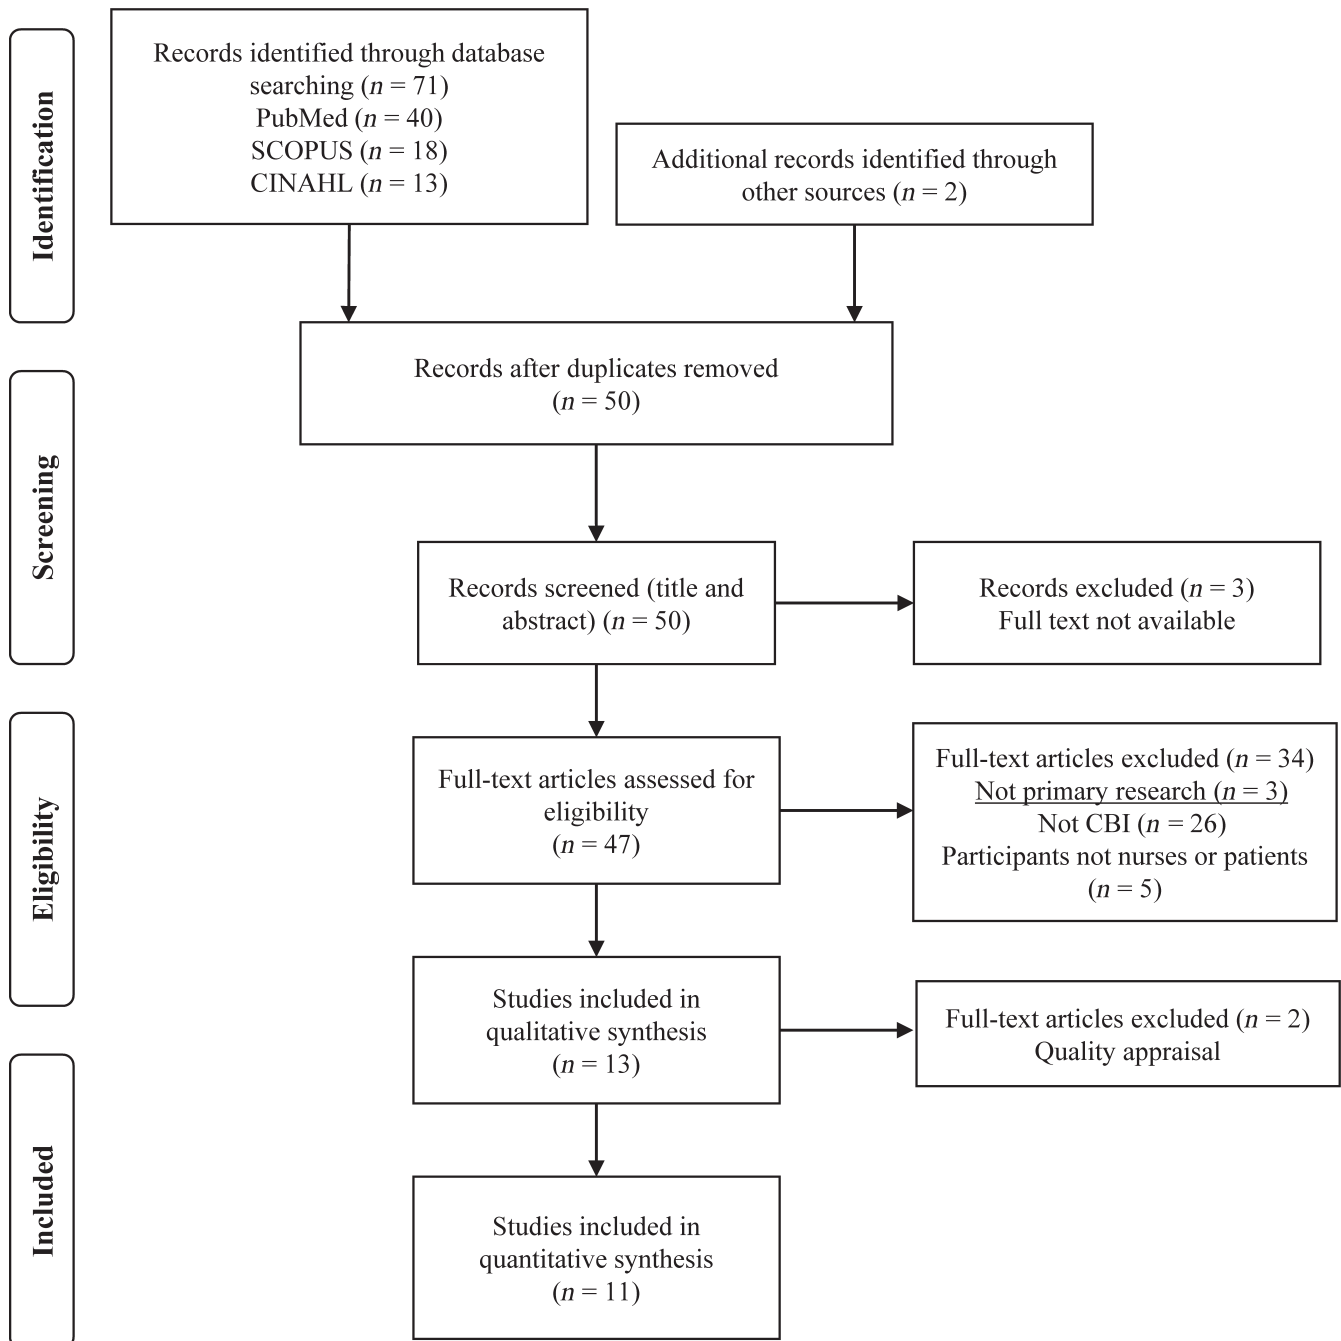 Identification
Records identified through database
searching (n = 71)
PubMed (n = 40)
SCOPUS (n = 18)
CINAHL (n = 13)
Additional records identified through
other sources (n = 2)
Records after duplicates removed
(n = 50)
Screening
Records screened (title and
abstract) (n = 50)
Records excluded (n = 3)
Full text not available
Eligibility
Full-text articles assessed for
eligibility
(n = 47)
Full-text articles excluded (n = 34)
Not primary research (n = 3)
Not CBI (n = 26)
Participants not nurses or patients
(n = 5)
Studies included in
qualitative synthesis
(n = 13)
Full-text articles excluded (n = 2)
Quality appraisal
Included
Studies included in
quantitative synthesis
(n = 11)